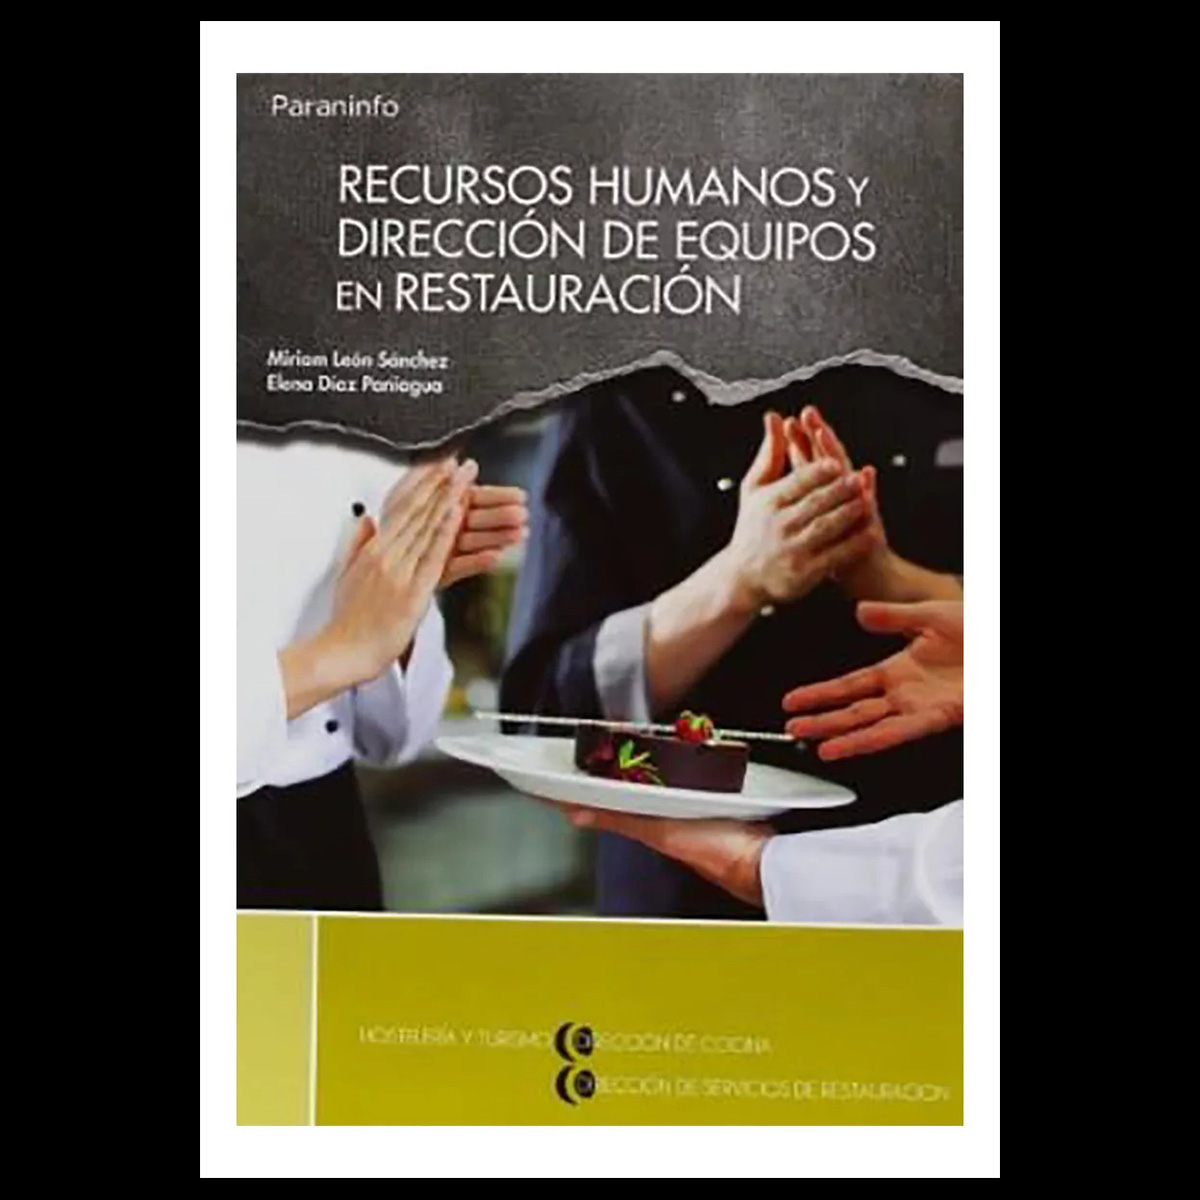 Paraninfo
RECURSOS HUMANOS Y
DIRECCIÓN DE EQUIPOS
EN RESTAURACIÓN
Miriam León Sánchez
Elena Díaz Paniagua
HOSTELERÍA Y TURISMO DIRECCIÓN DE COCINA
DIRECCIÓN DE SERVICIOS DE RESTAURACIÓN